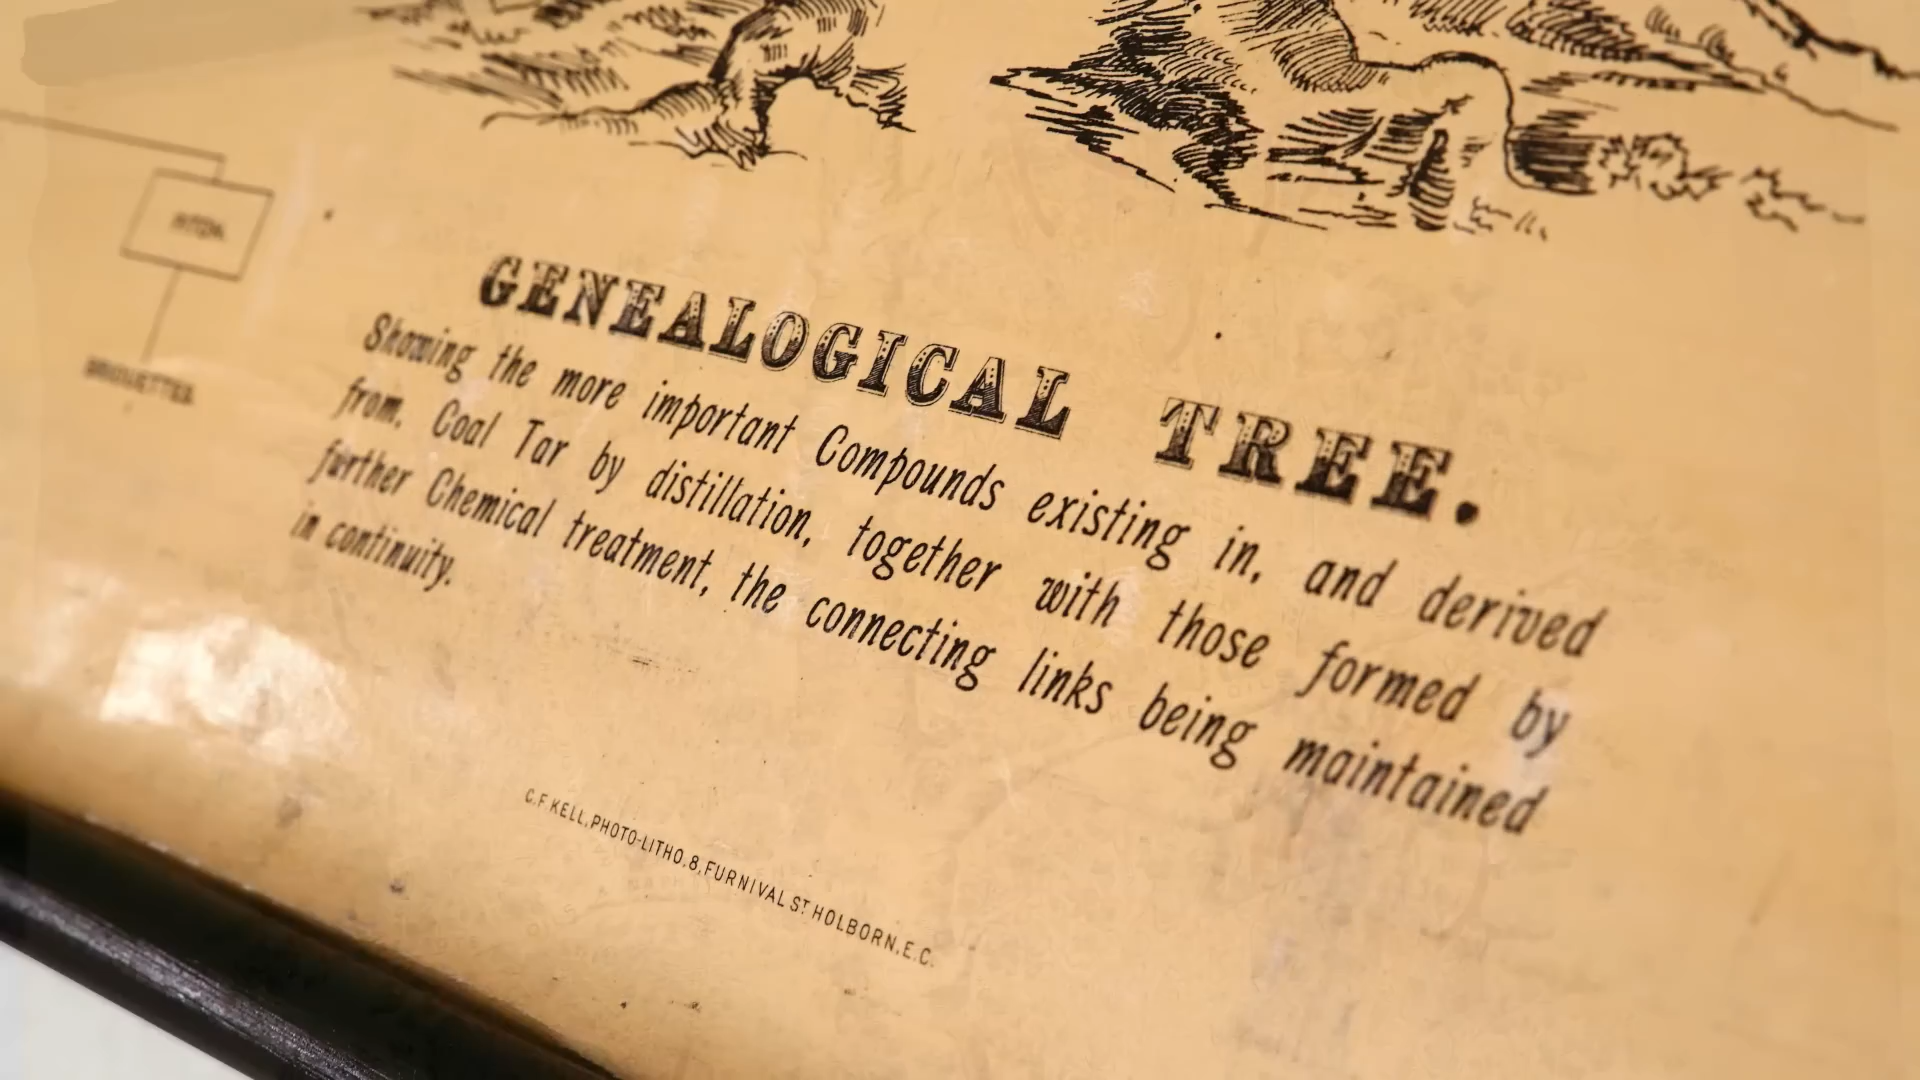 PITCH.
BRIQUETTES.
GENEALOGICAL TREE.
Showing the more important Compounds existing in, and derived
from, Coal Tar by distillation, together with those formed by
further Chemical treatment, the connecting links being maintained
in continuity.
C.F. KELL, PHOTO-LITHO. 8, FURNIVAL ST HOLBORN, E.C.